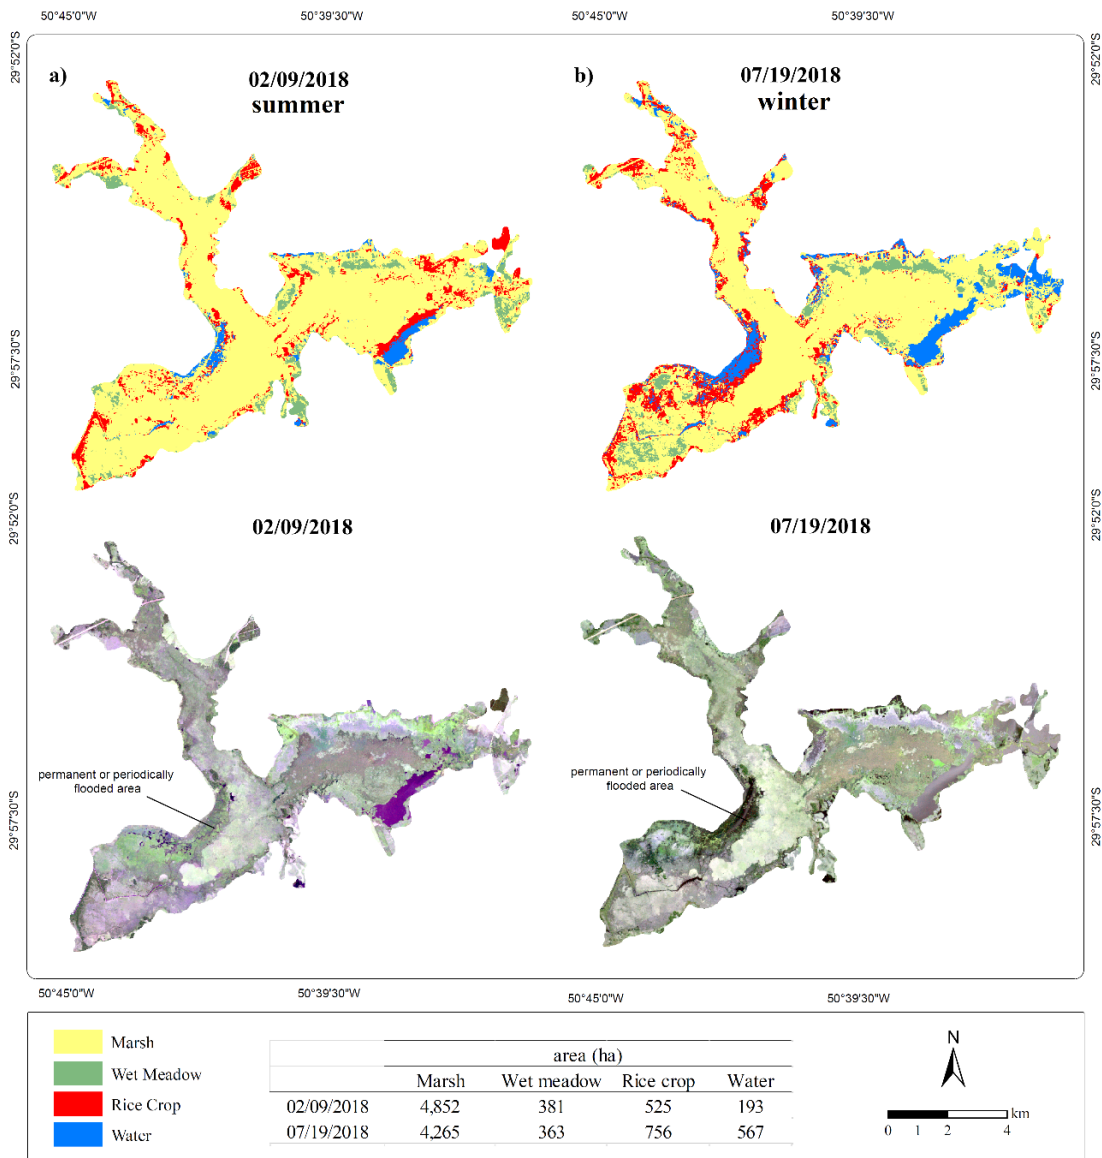 50°45'0"W 50°39'30"W 50°45'0"W 50°39'30"W
29°52'0"S 29°52'0"S
a) 02/09/2018 b) 07/19/2018
summer winter
29°57'30"S 29°57'30"S
29°52'0"S 29°52'0"S
02/09/2018 07/19/2018
permanent or periodically
flooded area
permanent or periodically
flooded area
29°57'30"S 29°57'30"S
50°45'0"W 50°39'30"W 50°45'0"W 50°39'30"W
Marsh
Wet Meadow
Rice Crop
Water
area (ha)
Marsh Wet meadow Rice crop Water
02/09/2018 4,852 381 525 193
07/19/2018 4,265 363 756 567
N
km
0 1 2 4